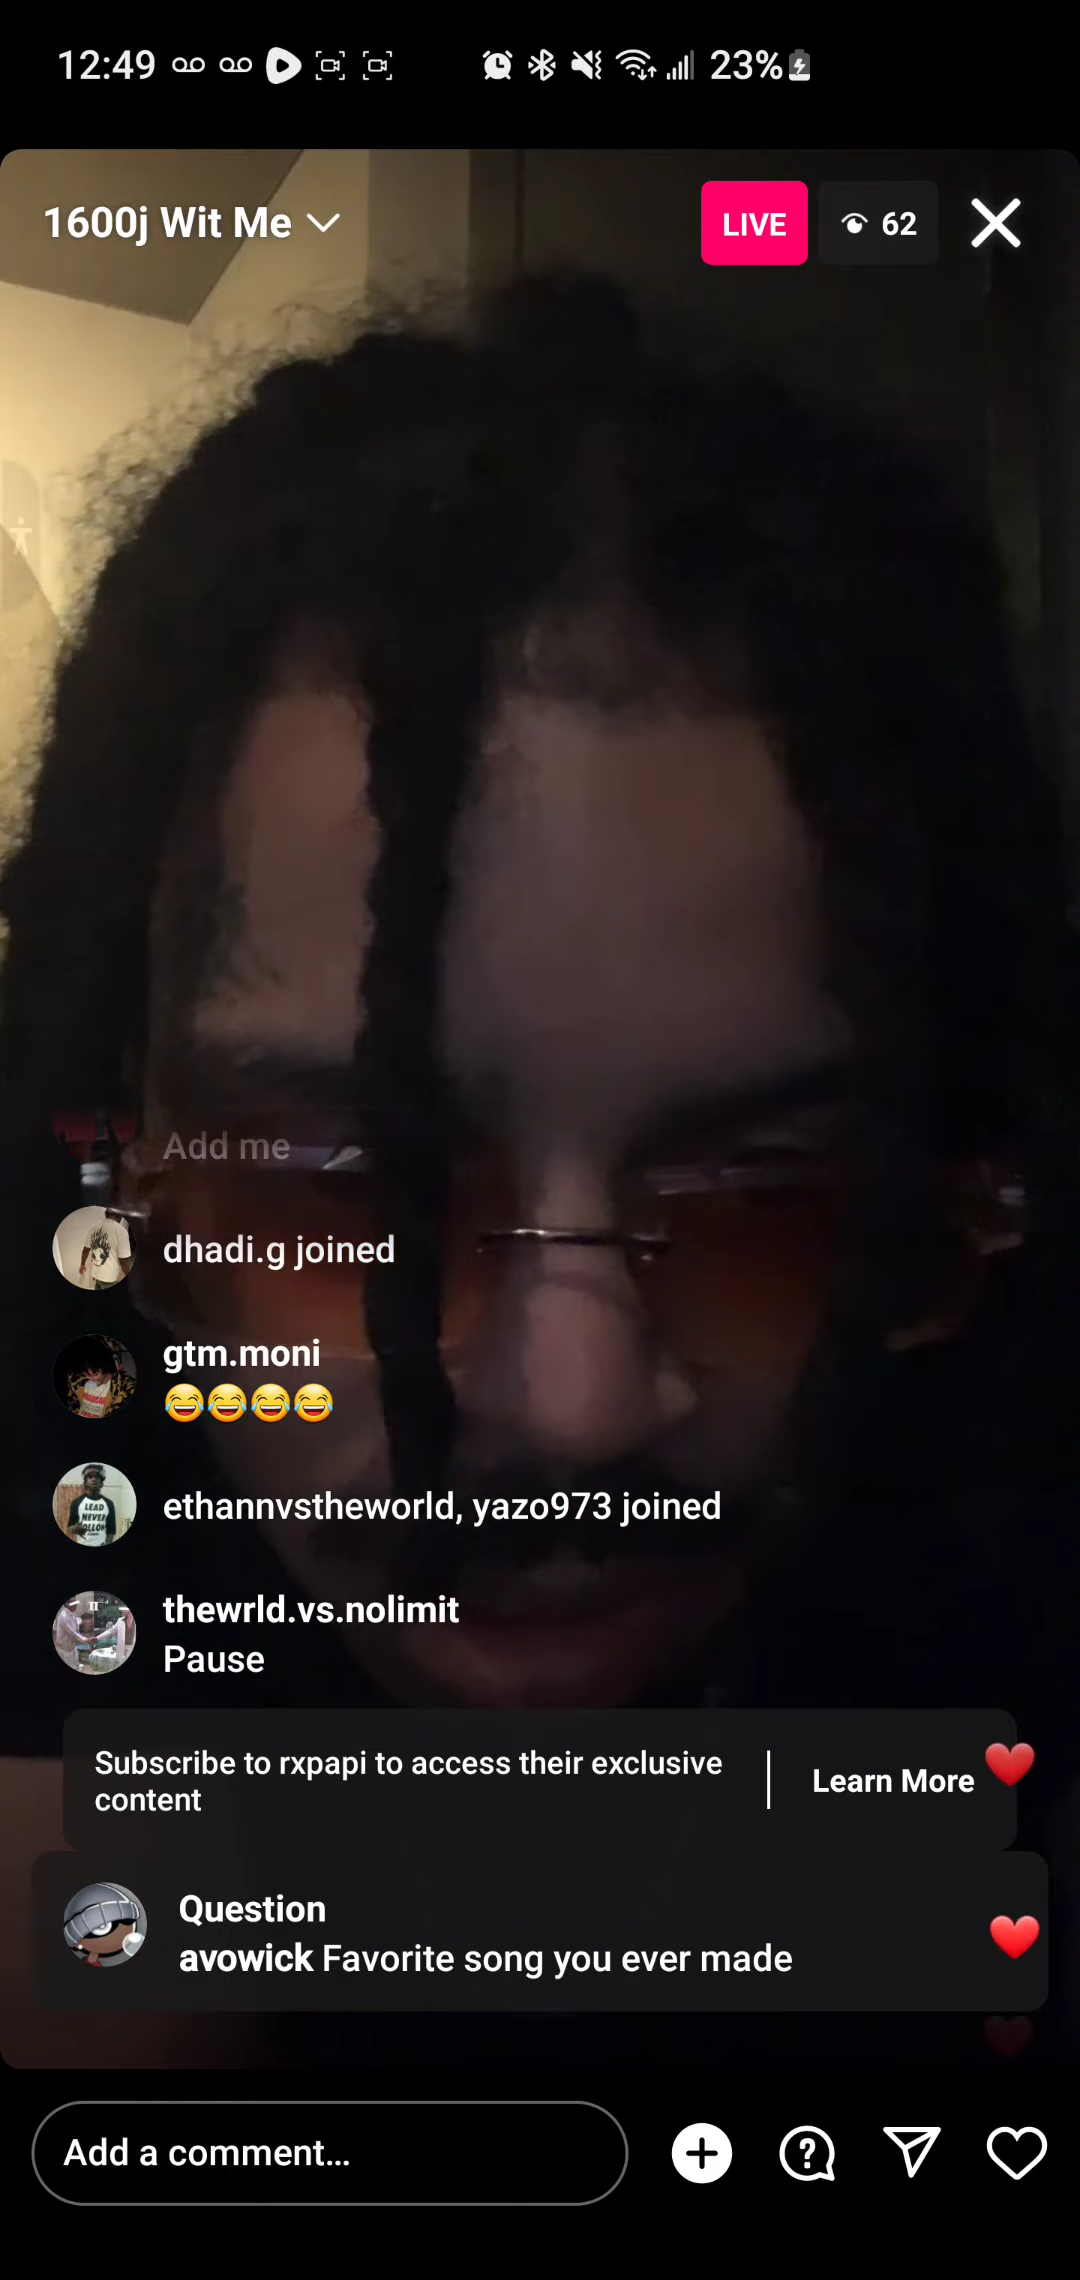 12:49
23%
1600j Wit Me
LIVE
62
Add me
dhadi.g joined
gtm.moni
😂😂😂😂
ethannvstheworld, yazo973 joined
LEAD
NEVER
thewrld.vs.nolimit
Pause
Subscribe to rxpapi to access their exclusive
content
Learn More
Question
avowick Favorite song you ever made
Add a comment...